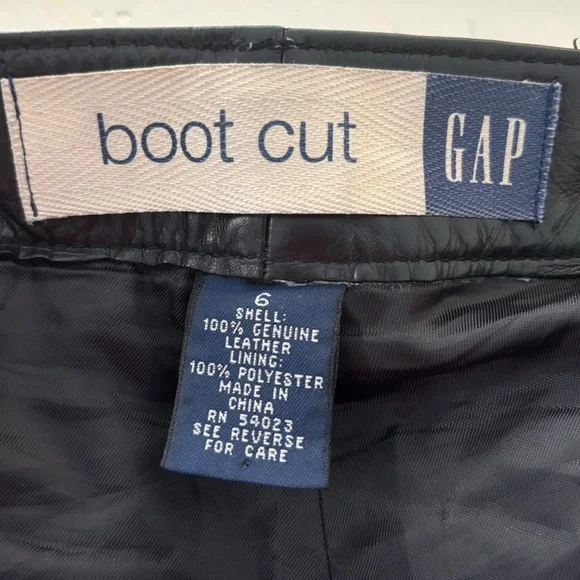 boot cut
GAP
6
SHELL:
100% GENUINE
LEATHER
LINING:
100% POLYESTER
MADE IN
CHINA
RN 54023
SEE REVERSE
FOR CARE